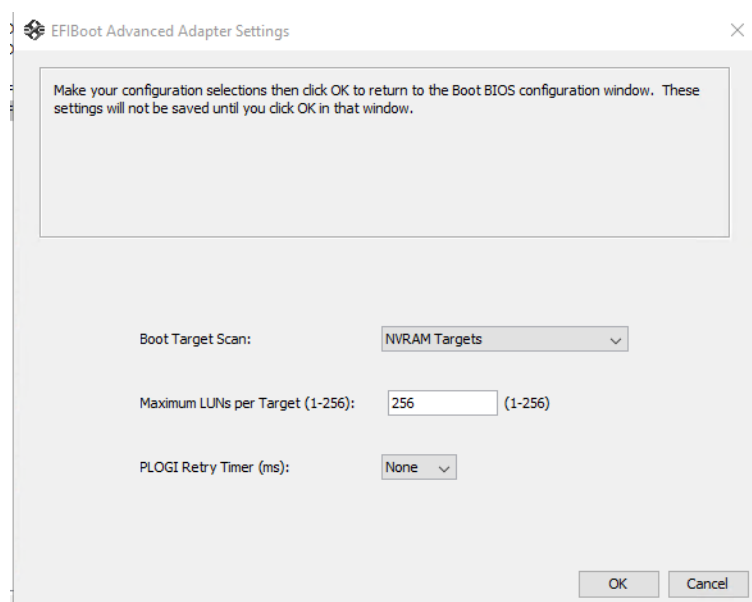 EFIBoot Advanced Adapter Settings
Make your configuration selections then click OK to return to the Boot BIOS configuration window. These
settings will not be saved until you click OK in that window.
Boot Target Scan: NVRAM Targets
Maximum LUNs per Target (1-256): 256 (1-256)
PLOGI Retry Timer (ms): None
OK Cancel